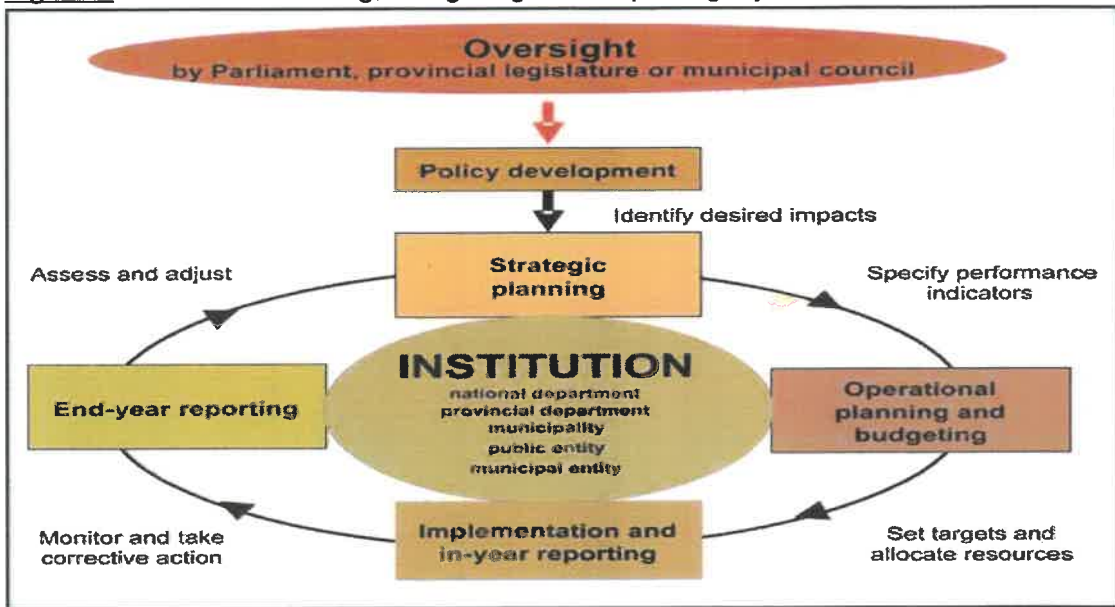 Oversight
by Parliament, provincial legislature or municipal council
Policy development
Identify desired impacts
Strategic
planning
Assess and adjust
Specify performance
indicators
INSTITUTION
national department
provincial department
municipality
public entity
municipal entity
End-year reporting
Operational
planning and
budgeting
Monitor and take
corrective action
Implementation and
in-year reporting
Set targets and
allocate resources